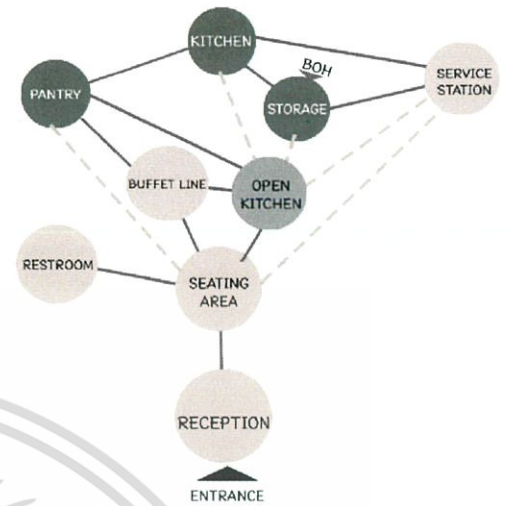 KITCHEN
BOH
SERVICE
STATION
PANTRY
STORAGE
BUFFET LINE
OPEN
KITCHEN
RESTROOM
SEATING
AREA
RECEPTION
ENTRANCE